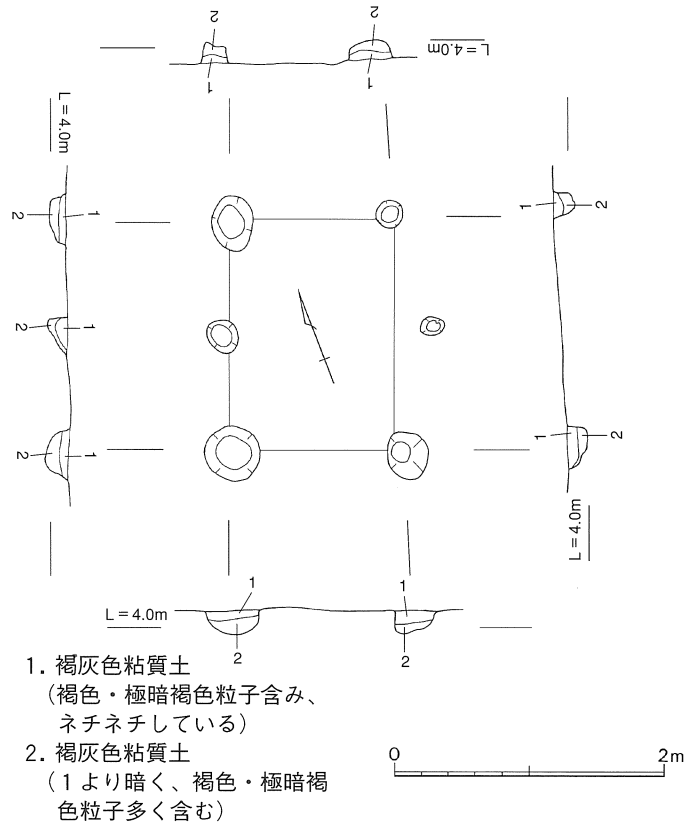 2 2
L=4.0m
1 1
L=4.0m
2 1
1 2
2 1
2 1
1 2
L=4.0m
1 1
L=4.0m
2 2
1. 褐灰色粘質土
（褐色・極暗褐色粒子含み、
ネチネチしている）
2. 褐灰色粘質土
（1より暗く、褐色・極暗褐
色粒子多く含む）
0 2m